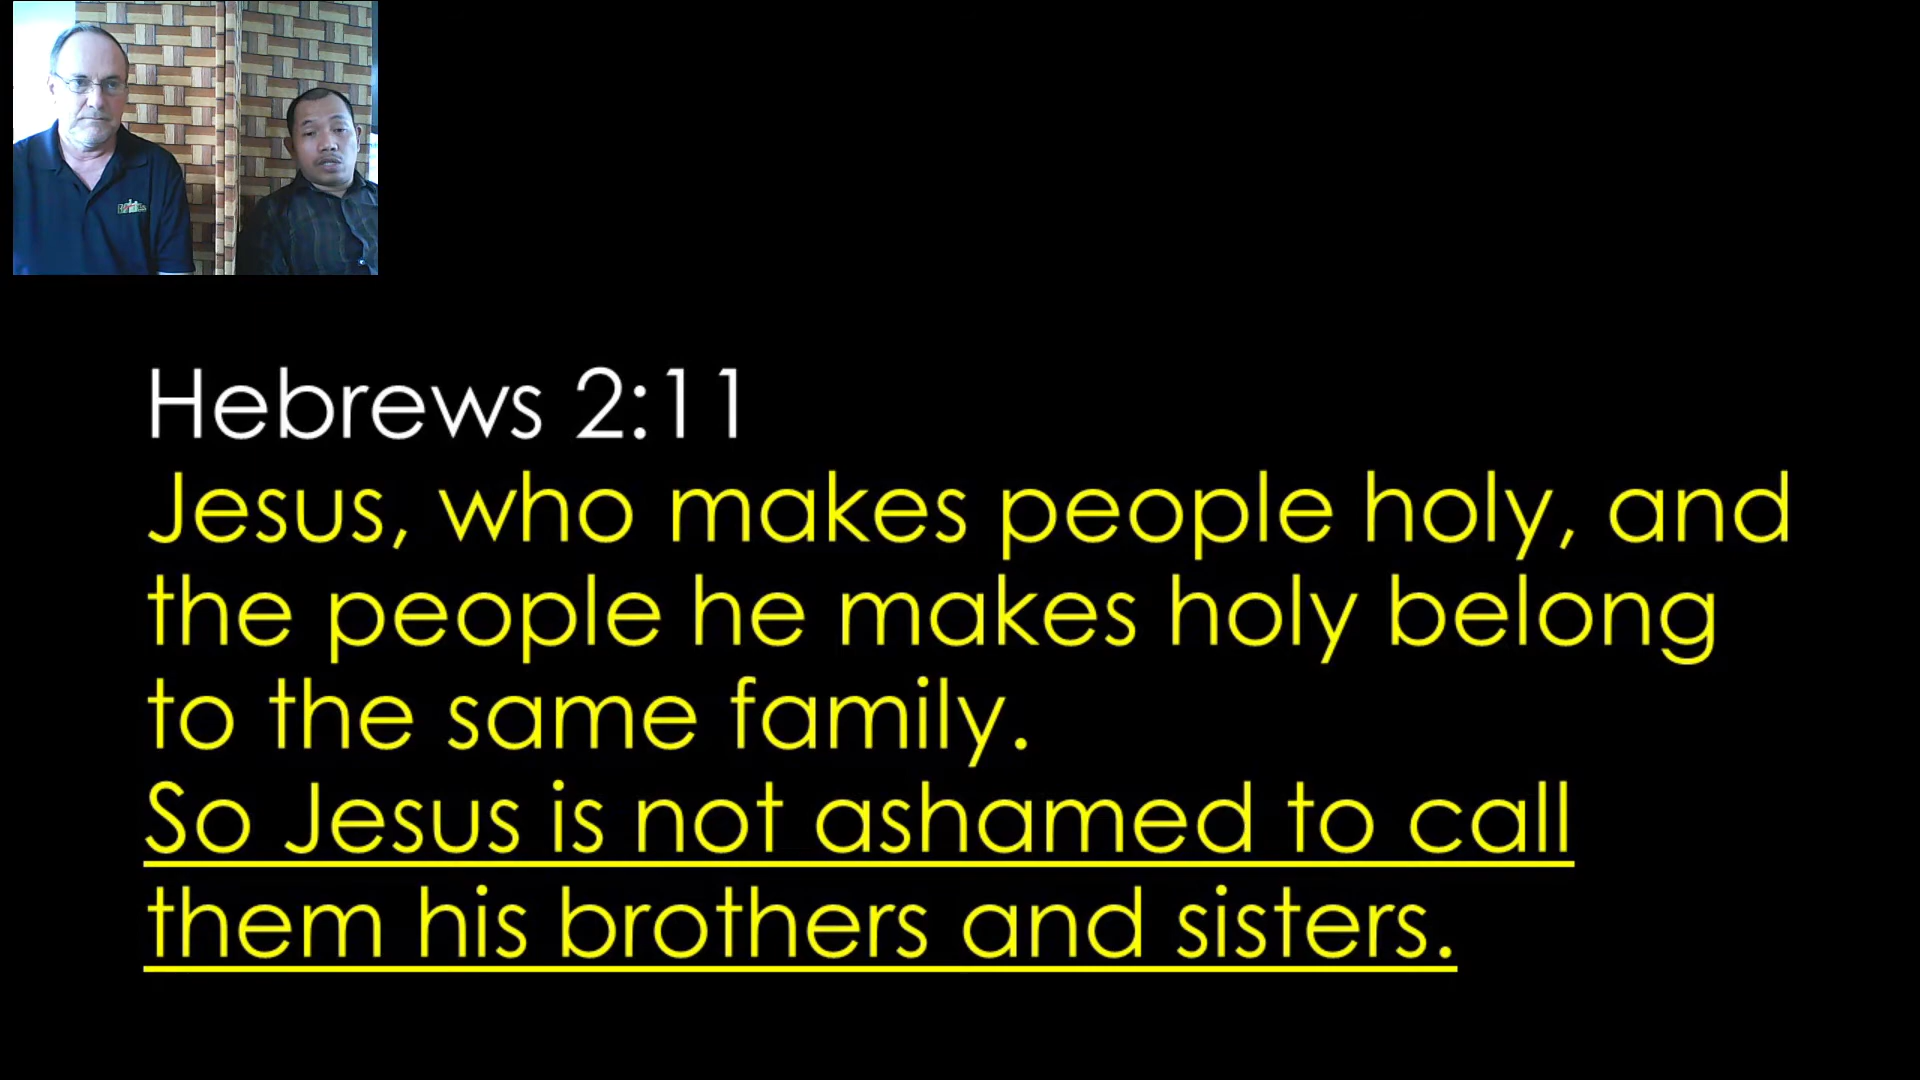 Hebrews 2:11
Jesus, who makes people holy, and
the people he makes holy belong
to the same family.
So Jesus is not ashamed to call
them his brothers and sisters.